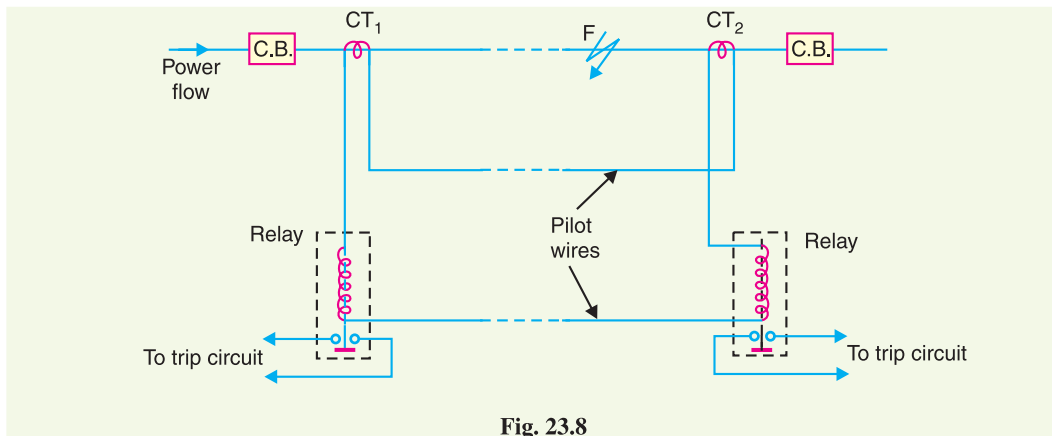 CT₁
F
CT₂
C.B.
C.B.
Power
flow
Pilot
wires
Relay
Relay
To trip circuit
To trip circuit
Fig. 23.8